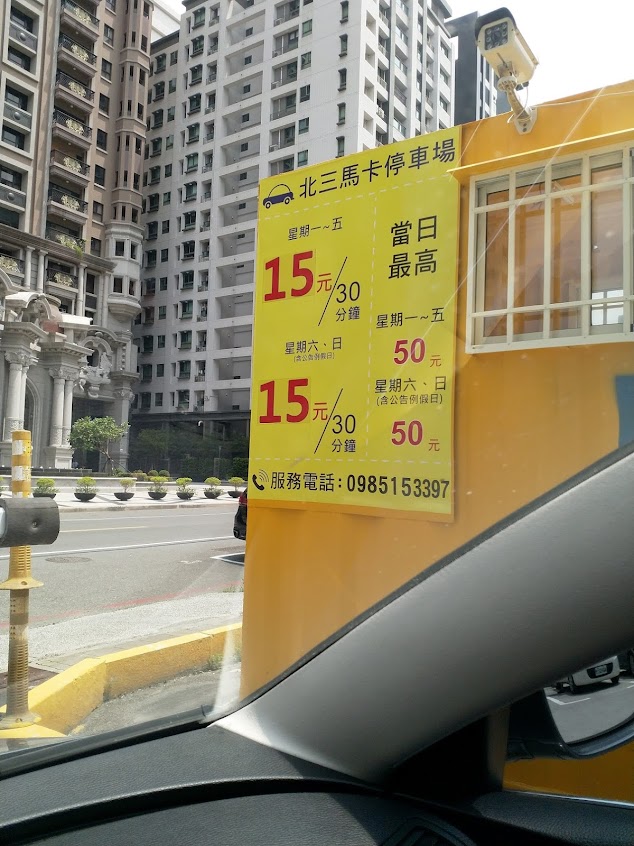 北三馬卡停車場
星期一~五
15元/30分鐘
星期六、日
(含公告例假日)
15元/30分鐘
當日
最高
星期一~五
50元
星期六、日
(含公告例假日)
50元
服務電話:0985153397